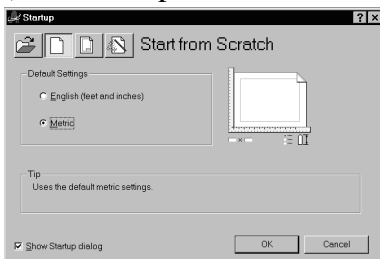 Startup
Start from Scratch
Default Settings
English (feet and inches)
Metric
Tip
Uses the default metric settings.
Show Startup dialog
OK
Cancel